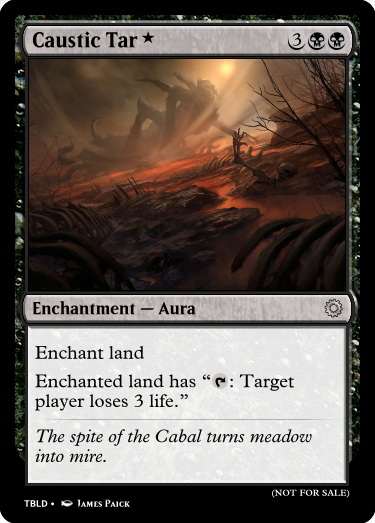 Caustic Tar ★ 3
Enchantment — Aura
Enchant land
Enchanted land has “: Target
player loses 3 life.”
The spite of the Cabal turns meadow
into mire.
(NOT FOR SALE)
TBLD • James Paick